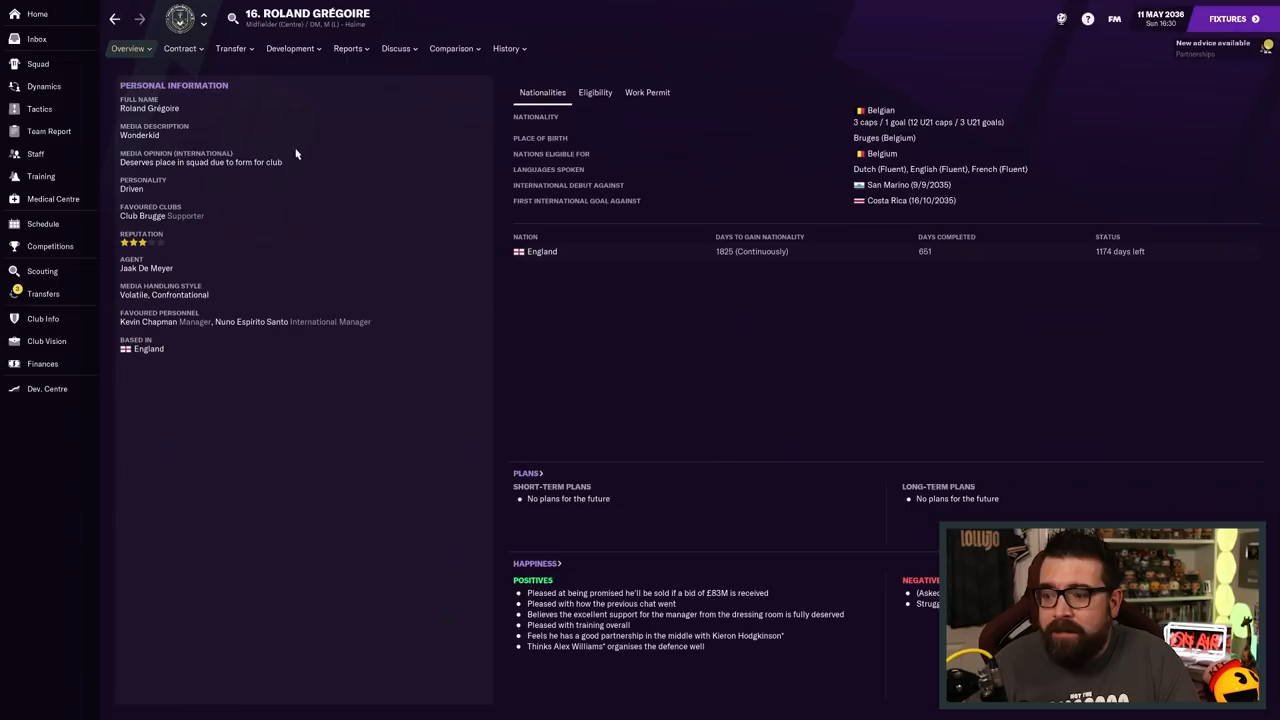 Home
Inbox
Squad
Dynamics
Tactics
Team Report
Staff
Training
Medical Centre
Schedule
Competitions
Scouting
3
Transfers
Club Info
Club Vision
Finances
Dev. Centre
16. ROLAND GRÉGOIRE
Midfielder (Centre) / DM, M (L) - Holme
FM
11 MAY 2036
Sun 16:30
FIXTURES
New advice available
Partnerships
Overview
Contract
Transfer
Development
Reports
Discuss
Comparison
History
PERSONAL INFORMATION
FULL NAME
Roland Grégoire
MEDIA DESCRIPTION
Wonderkid
MEDIA OPINION (INTERNATIONAL)
Deserves place in squad due to form for club
PERSONALITY
Driven
FAVOURED CLUBS
Club Brugge Supporter
REPUTATION
AGENT
Jaak De Meyer
MEDIA HANDLING STYLE
Volatile, Confrontational
FAVOURED PERSONNEL
Kevin Chapman Manager, Nuno Espírito Santo International Manager
BASED IN
England
Nationalities Eligibility Work Permit
NATIONALITY
Belgian
3 caps / 1 goal (12 U21 caps / 3 U21 goals)
PLACE OF BIRTH
Bruges (Belgium)
NATIONS ELIGIBLE FOR
Belgium
LANGUAGES SPOKEN
Dutch (Fluent), English (Fluent), French (Fluent)
INTERNATIONAL DEBUT AGAINST
San Marino (9/9/2035)
FIRST INTERNATIONAL GOAL AGAINST
Costa Rica (16/10/2035)
NATION DAYS TO GAIN NATIONALITY DAYS COMPLETED STATUS
England 1825 (Continuously) 651 1174 days left
PLANS
SHORT-TERM PLANS
No plans for the future
LONG-TERM PLANS
No plans for the future
HAPPINESS
POSITIVES
Pleased at being promised he'll be sold if a bid of £83M is received
Pleased with how the previous chat went
Believes the excellent support for the manager from the dressing room is fully deserved
Pleased with training overall
Feels he has a good partnership in the middle with Kieron Hodgkinson*
Thinks Alex Williams* organises the defence well
NEGATIVE
(Asked
Strugg
lollujo
ON AIR